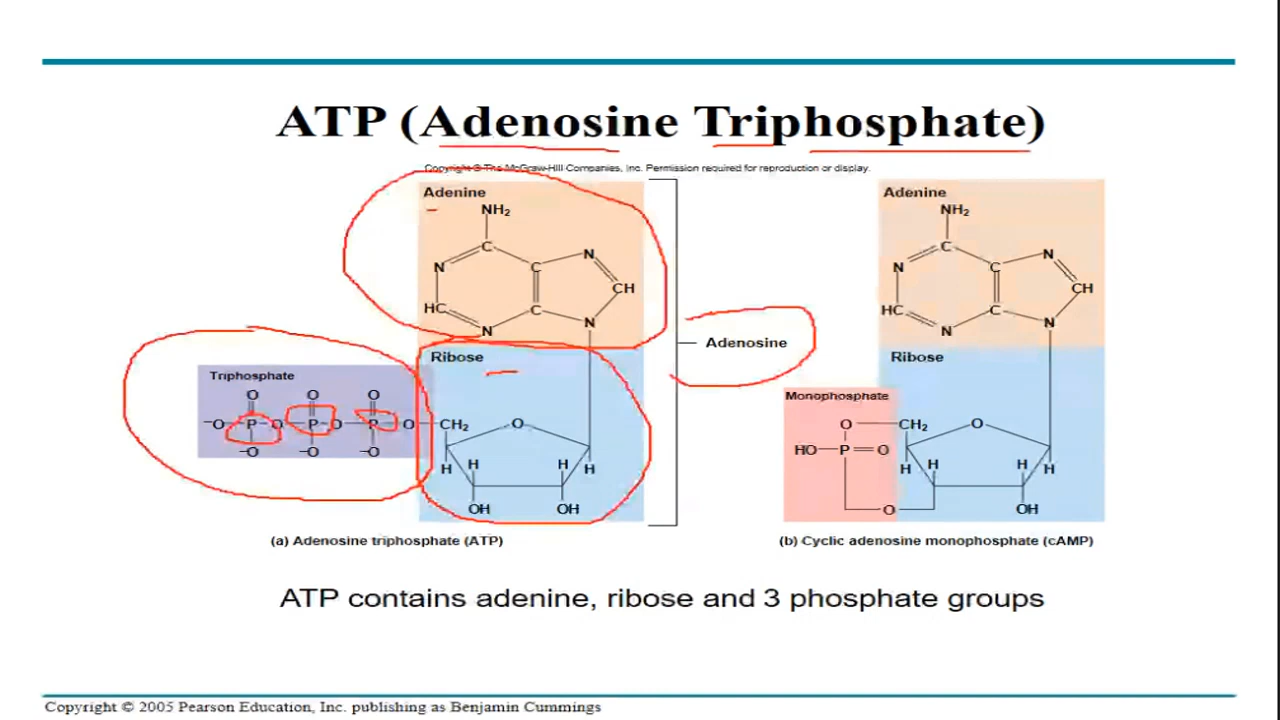 ATP (Adenosine Triphosphate)
Copyright © The McGraw-Hill Companies, Inc. Permission required for reproduction or display.
Adenine
NH2
C
N
N
C
CH
HC
C
N
N
Adenosine
Ribose
Triphosphate
O O O
–O P O P O P O CH2 O
–O –O –O
H H H H
OH OH
(a) Adenosine triphosphate (ATP)
Adenine
NH2
C
N
N
C
CH
HC
C
N
N
Ribose
Monophosphate
O CH2 O
HO P O
H H H H
O
OH
(b) Cyclic adenosine monophosphate (cAMP)
ATP contains adenine, ribose and 3 phosphate groups
Copyright © 2005 Pearson Education, Inc. publishing as Benjamin Cummings